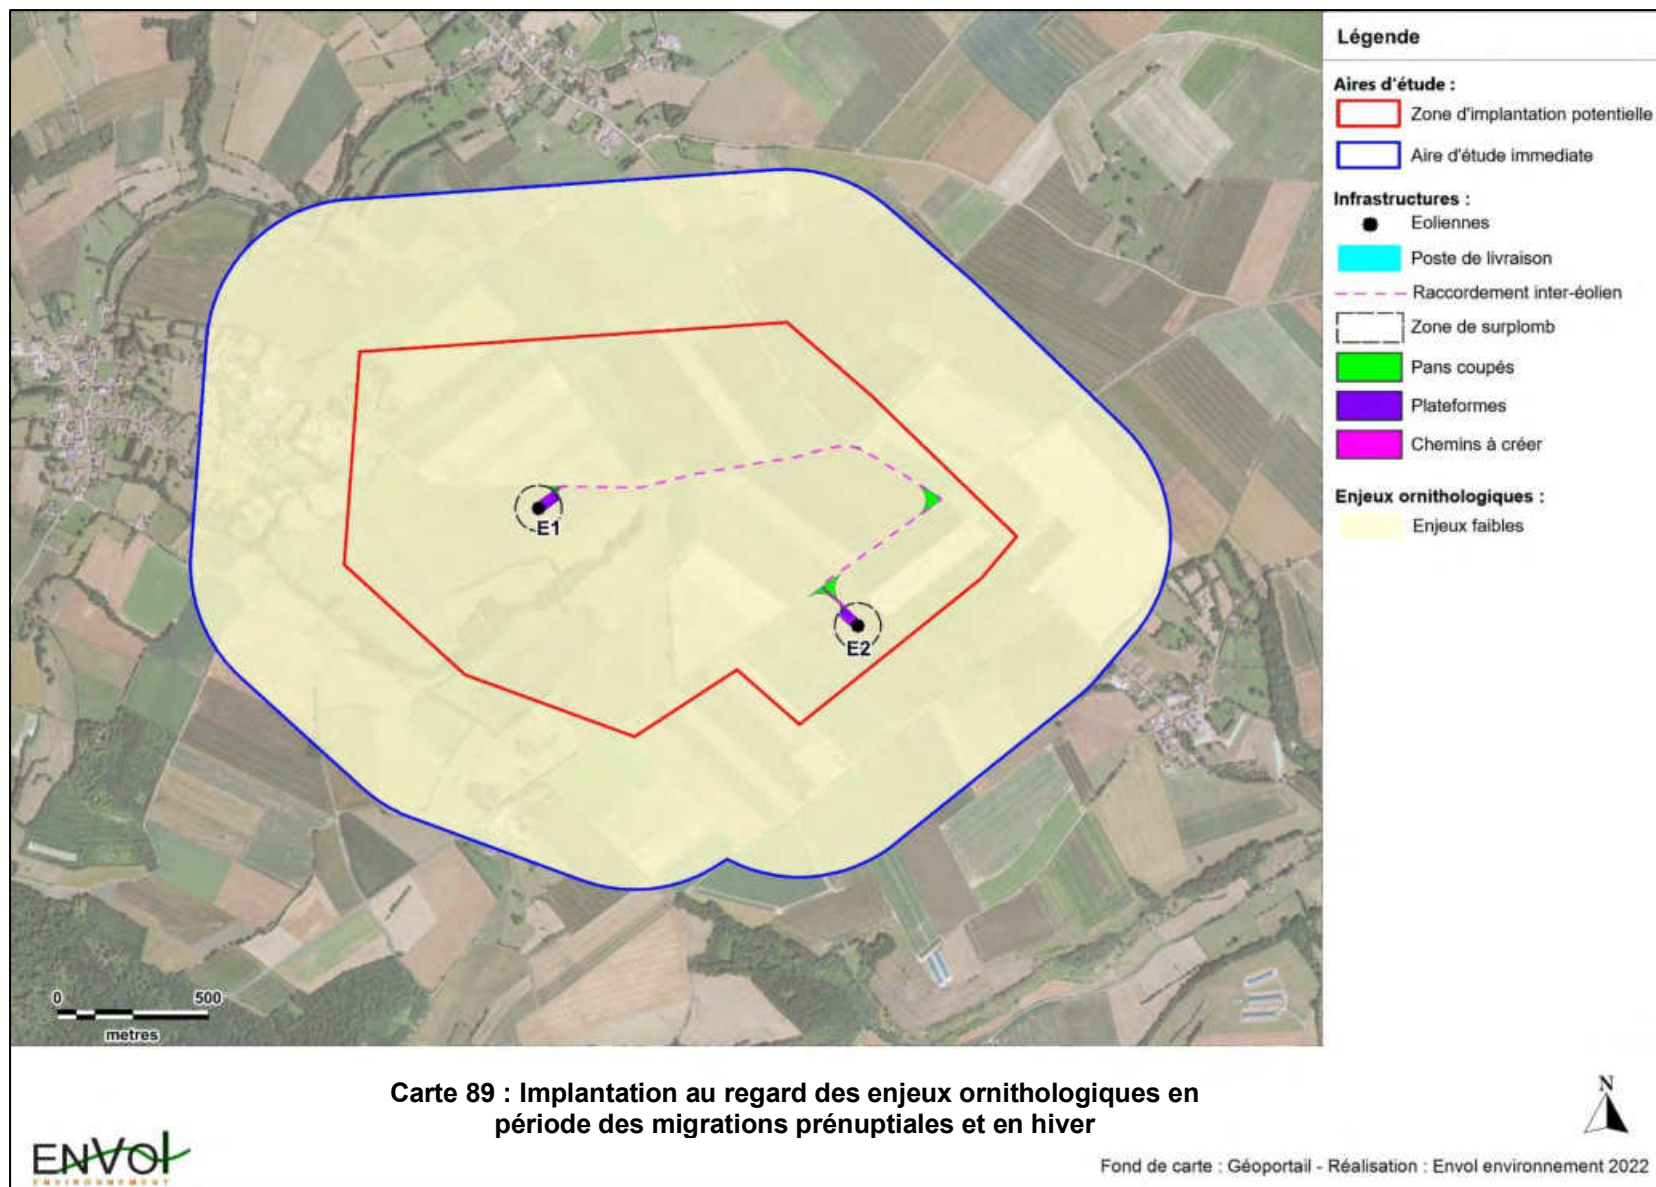 Légende
Aires d'étude :
Zone d'implantation potentielle
Aire d'étude immediate
Infrastructures :
Eoliennes
Poste de livraison
Raccordement inter-éolien
Zone de surplomb
Pans coupés
Plateformes
Chemins à créer
Enjeux ornithologiques :
Enjeux faibles
E1
E2
0 500
metres
Carte 89 : Implantation au regard des enjeux ornithologiques en
période des migrations prénuptiales et en hiver
N
ENVOL
ENVIRONNEMENT
Fond de carte : Géoportail - Réalisation : Envol environnement 2022